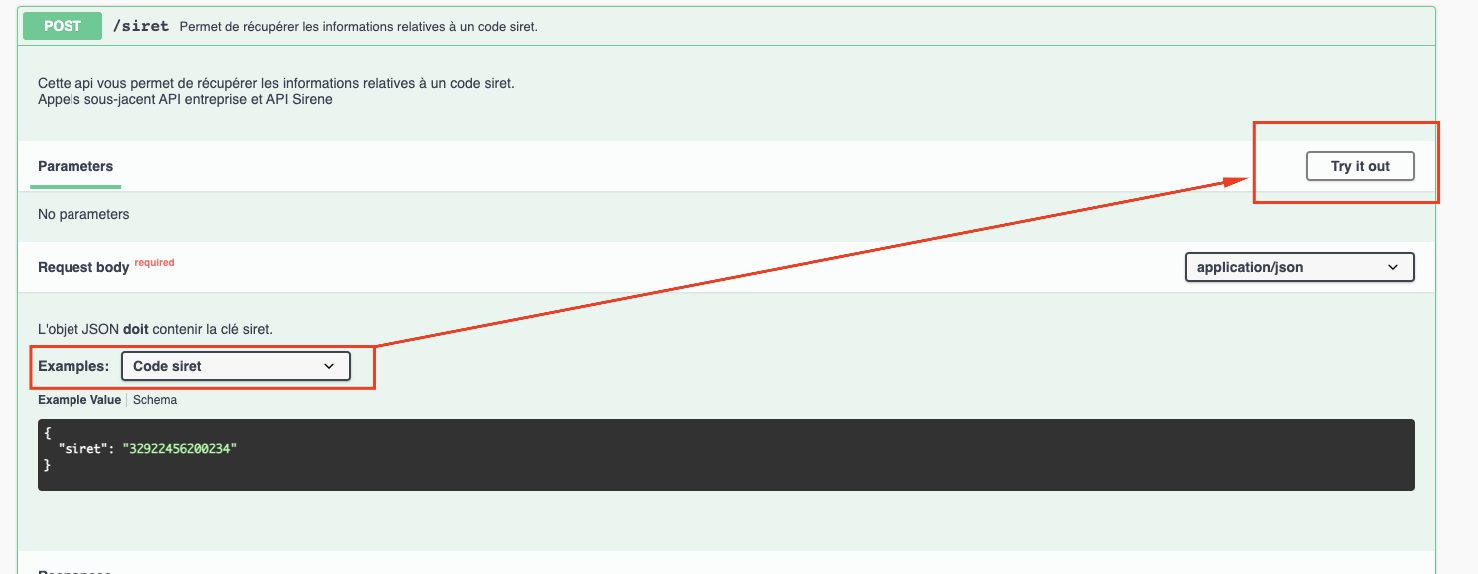 POST /siret Permet de récupérer les informations relatives à un code siret.
Cette api vous permet de récupérer les informations relatives à un code siret.
Appels sous-jacent API entreprise et API Sirene
Parameters
Try it out
No parameters
Request body required
application/json
L'objet JSON doit contenir la clé siret.
Examples: Code siret
Example Value Schema
{
"siret": "32922456200234"
}